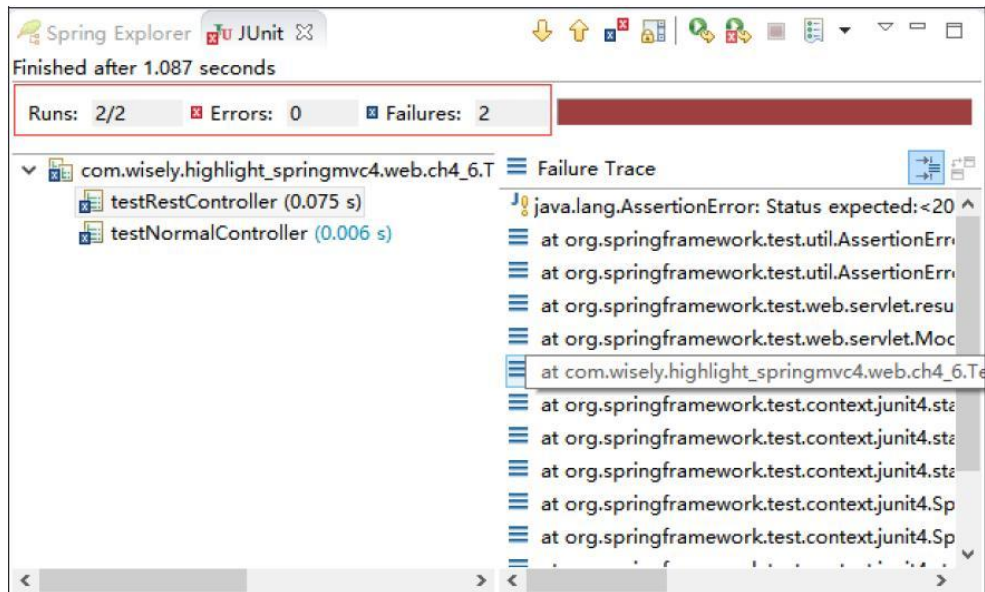 Spring Explorer JUnit
Finished after 1.087 seconds
Runs: 2/2 Errors: 0 Failures: 2
com.wisely.highlight_springmvc4.web.ch4_6.T
testRestController (0.075 s)
testNormalController (0.006 s)
Failure Trace
java.lang.AssertionError: Status expected:<20
at org.springframework.test.util.AssertionErr
at org.springframework.test.util.AssertionErr
at org.springframework.test.web.servlet.resu
at org.springframework.test.web.servlet.Moc
at com.wisely.highlight_springmvc4.web.ch4_6.Te
at org.springframework.test.context.junit4.sta
at org.springframework.test.context.junit4.sta
at org.springframework.test.context.junit4.sta
at org.springframework.test.context.junit4.Sp
at org.springframework.test.context.junit4.Sp